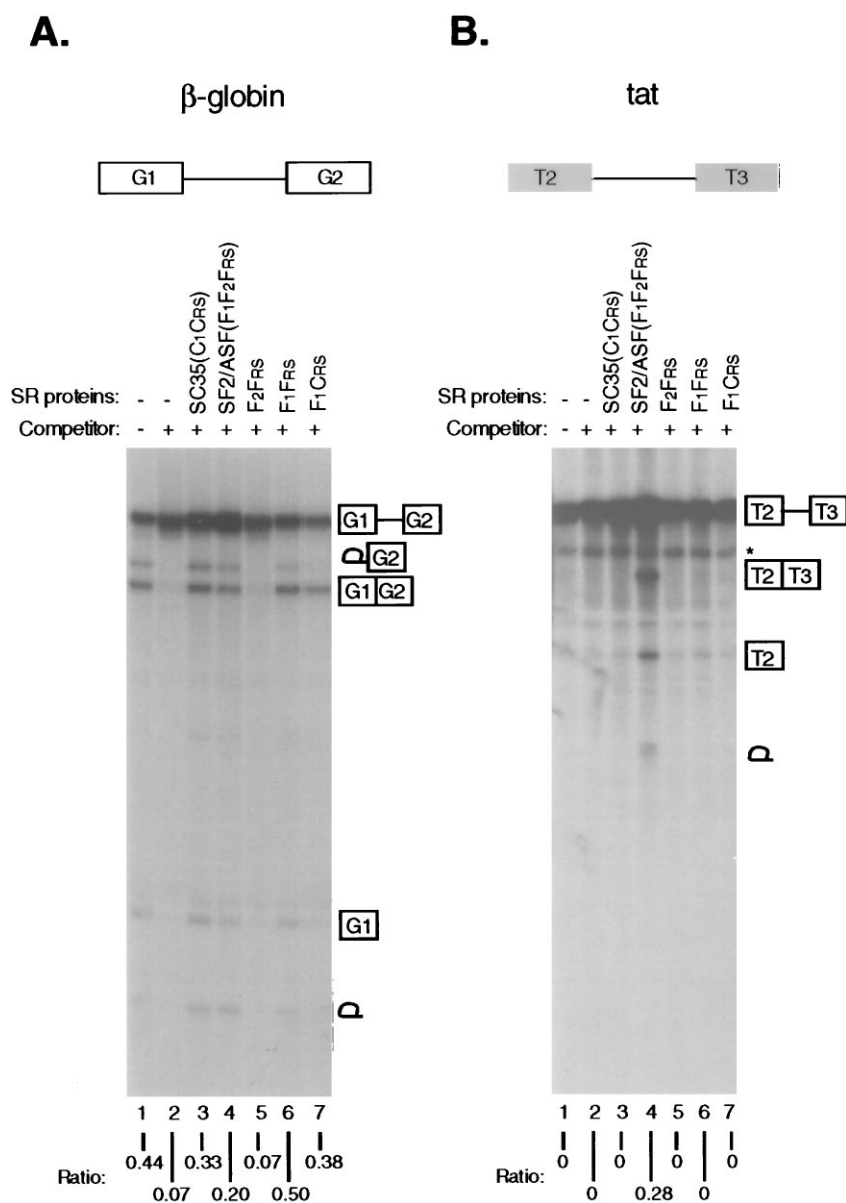 A.
β-globin
G1 G2
SR proteins: - - SC35(C1CRS) SF2/ASF(F1F2FRS) F2FRS F1FRS F1CRS
Competitor: - + + + + + +
G1 G2
G2
G1 G2
G1
1 2 3 4 5 6 7
Ratio: 0.44 0.07 0.33 0.20 0.07 0.50 0.38
B.
tat
T2 T3
SR proteins: - - SC35(C1CRS) SF2/ASF(F1F2FRS) F2FRS F1FRS F1CRS
Competitor: - + + + + + +
T2 T3
*
T2 T3
T2
1 2 3 4 5 6 7
0 0 0 0.28 0 0 0